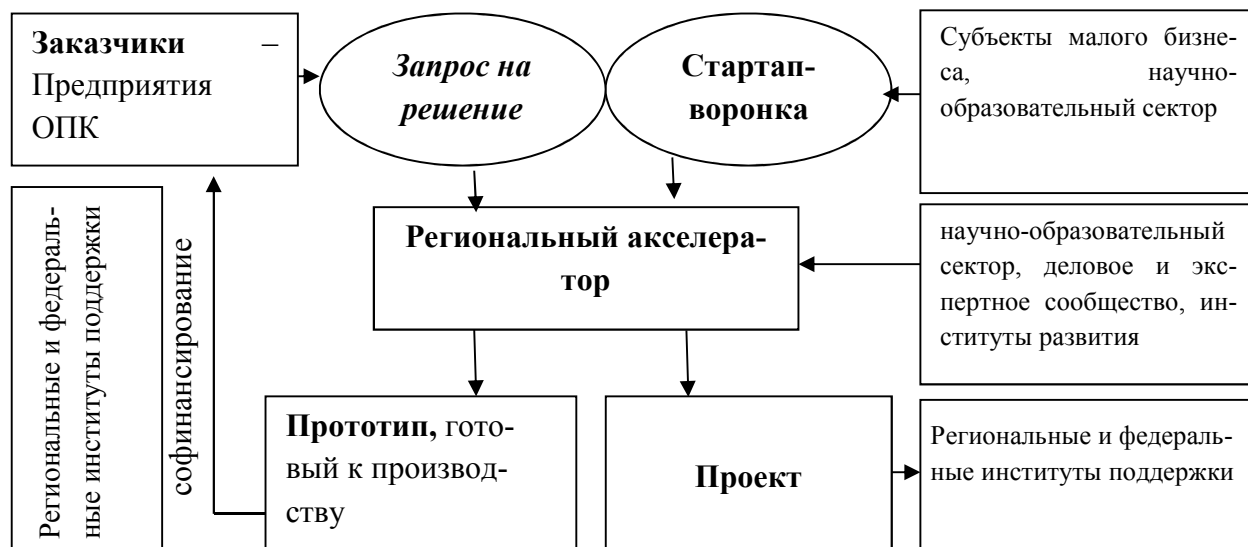 Заказчики –
Предприятия
ОПК
Запрос на
решение
Стартап-
воронка
Субъекты малого бизне-
са, научно-
образовательный сектор
Региональные и федераль-
ные институты поддержки
софинансирование
Региональный акселера-
тор
научно-образовательный
сектор, деловое и экс-
пертное сообщество, ин-
ституты развития
Прототип, гото-
вый к производ-
ству
Проект
Региональные и федераль-
ные институты поддержки